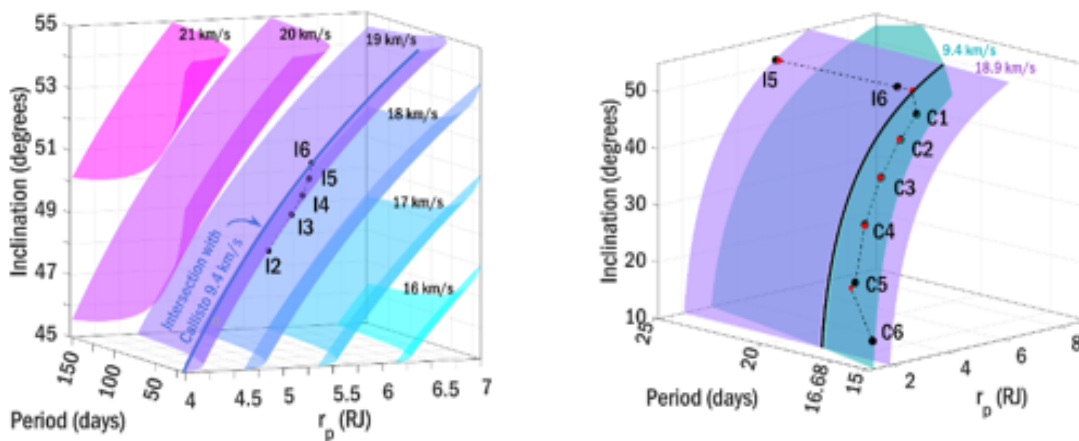 55
53
51
49
47
45
Inclination (degrees)
21 km/s
20 km/s
19 km/s
18 km/s
17 km/s
16 km/s
I6
I5
I4
I3
I2
Intersection with
Callisto 9.4 km/s
150
100
50
Period (days)
4
4.5
5
5.5
6
6.5
7
r_p (RJ)
50
40
30
20
10
Inclination (degrees)
9.4 km/s
18.9 km/s
I5
I6
C1
C2
C3
C4
C5
C6
25
20
16.68
15
Period (days)
2
4
6
8
r_p (RJ)